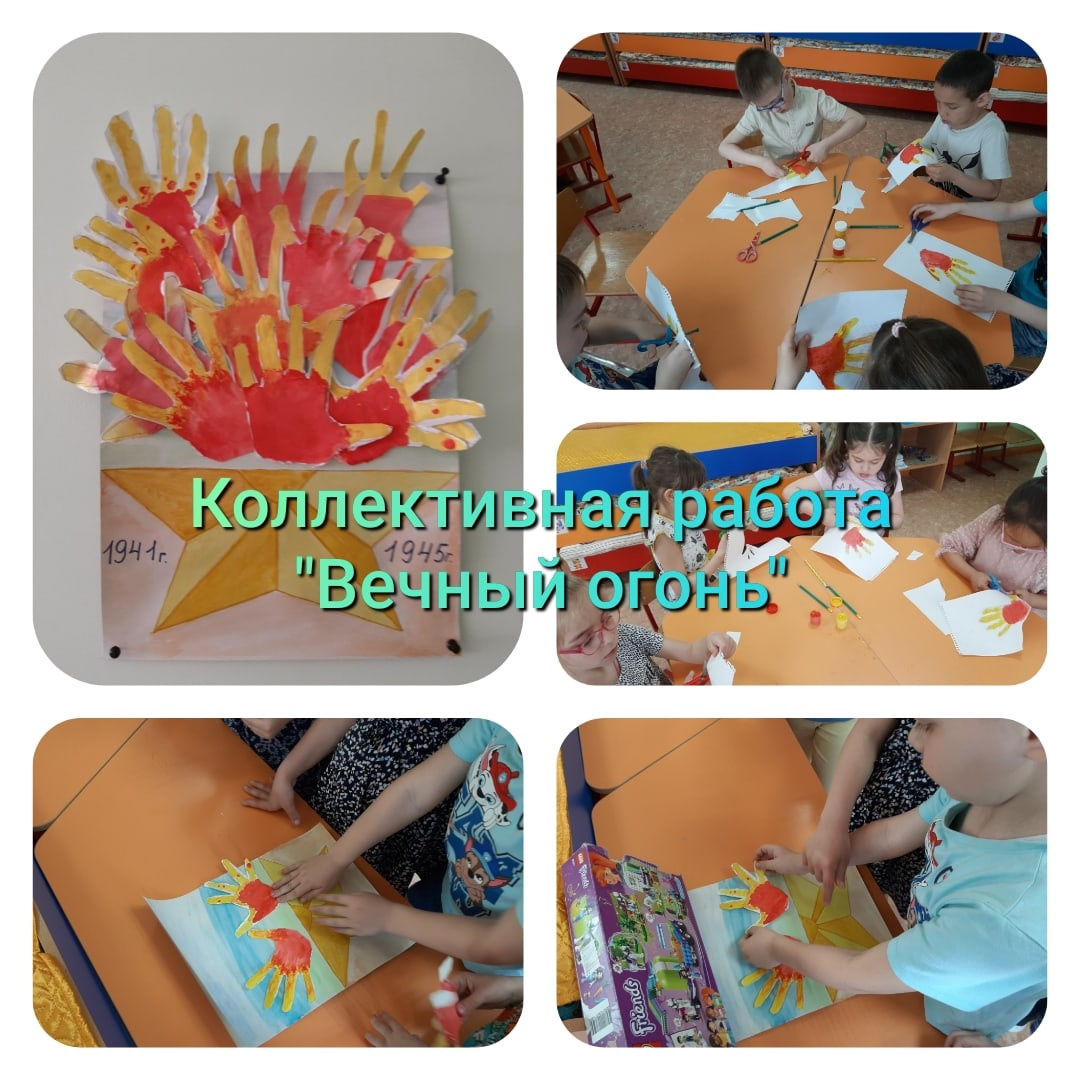 1941г.
1945г.
Коллективная работа
"Вечный огонь"
Friends